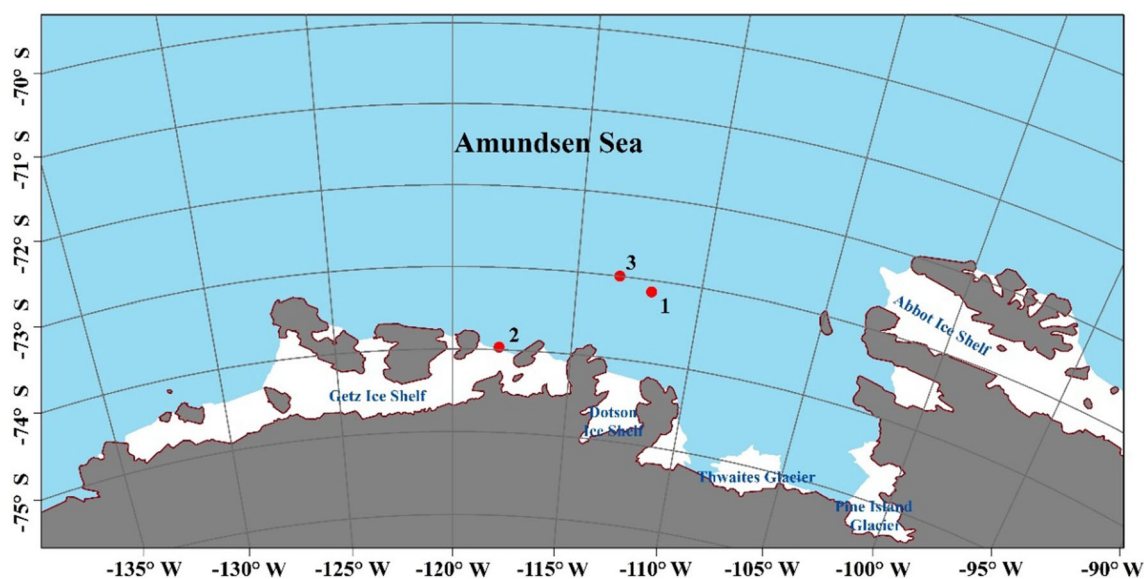 -70° S
-71° S
-72° S
-73° S
-74° S
-75° S
Amundsen Sea
3
1
2
Abbot Ice Shelf
Getz Ice Shelf
Dotson
Ice Shelf
Thwaites Glacier
Pine Island
Glacier
-135° W
-130° W
-125° W
-120° W
-115° W
-110° W
-105° W
-100° W
-95° W
-90° W